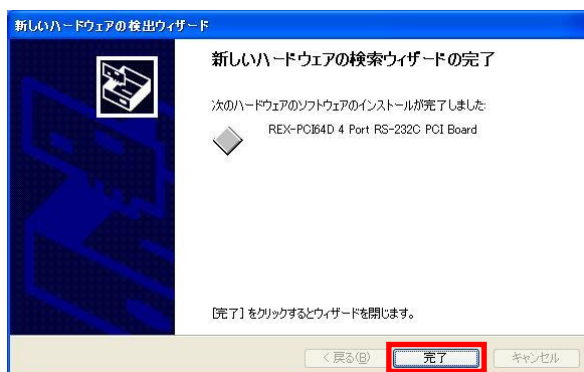 新しいハードウェアの検出ウィザード
新しいハードウェアの検索ウィザードの完了
次のハードウェアのソフトウェアのインストールが完了しました:
REX-PCI64D 4 Port RS-232C PCI Board
[完了] をクリックするとウィザードを閉じます。
< 戻る(B) 完了 キャンセル